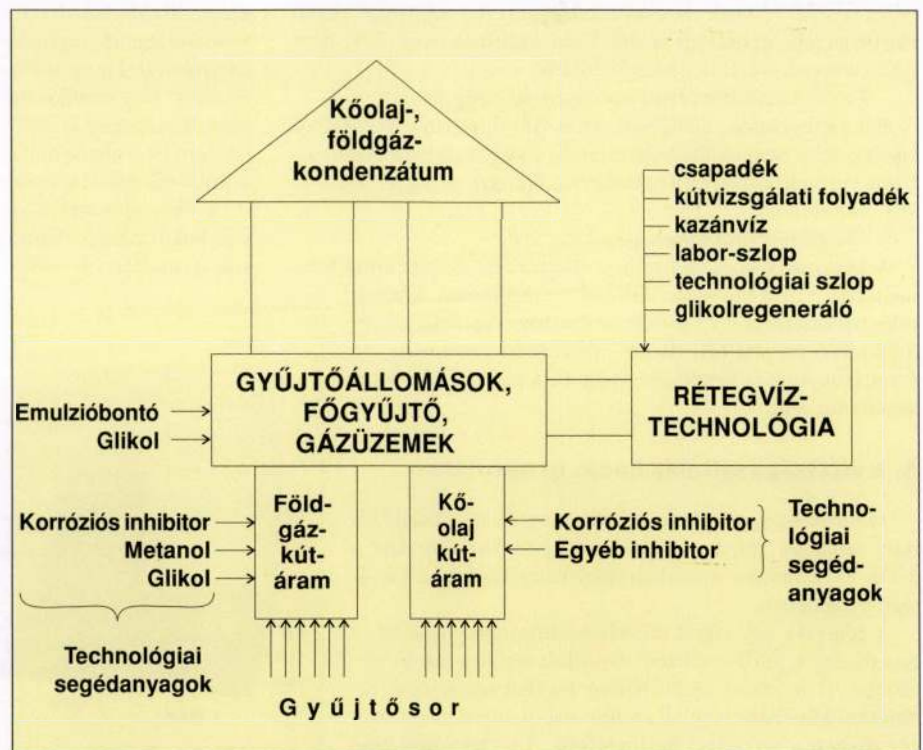 Kőolaj-,
földgáz-
kondenzátum
csapadék
kútvizsgálati folyadék
kazánvíz
labor-szlop
technológiai szlop
glikolregeneráló
GYŰJTŐÁLLOMÁSOK,
FŐGYŰJTŐ,
GÁZÜZEMEK
RÉTEGVÍZ-
TECHNOLÓGIA
Emulzióbontó
Glikol
Korróziós inhibitor
Metanol
Glikol
Technológiai
segédanyagok
Föld-
gáz-
kút-
áram
Kő-
olaj
kút-
áram
Korróziós inhibitor
Egyéb inhibitor
Techno-
lógiai
segéd-
anyagok
Gyűjtősor